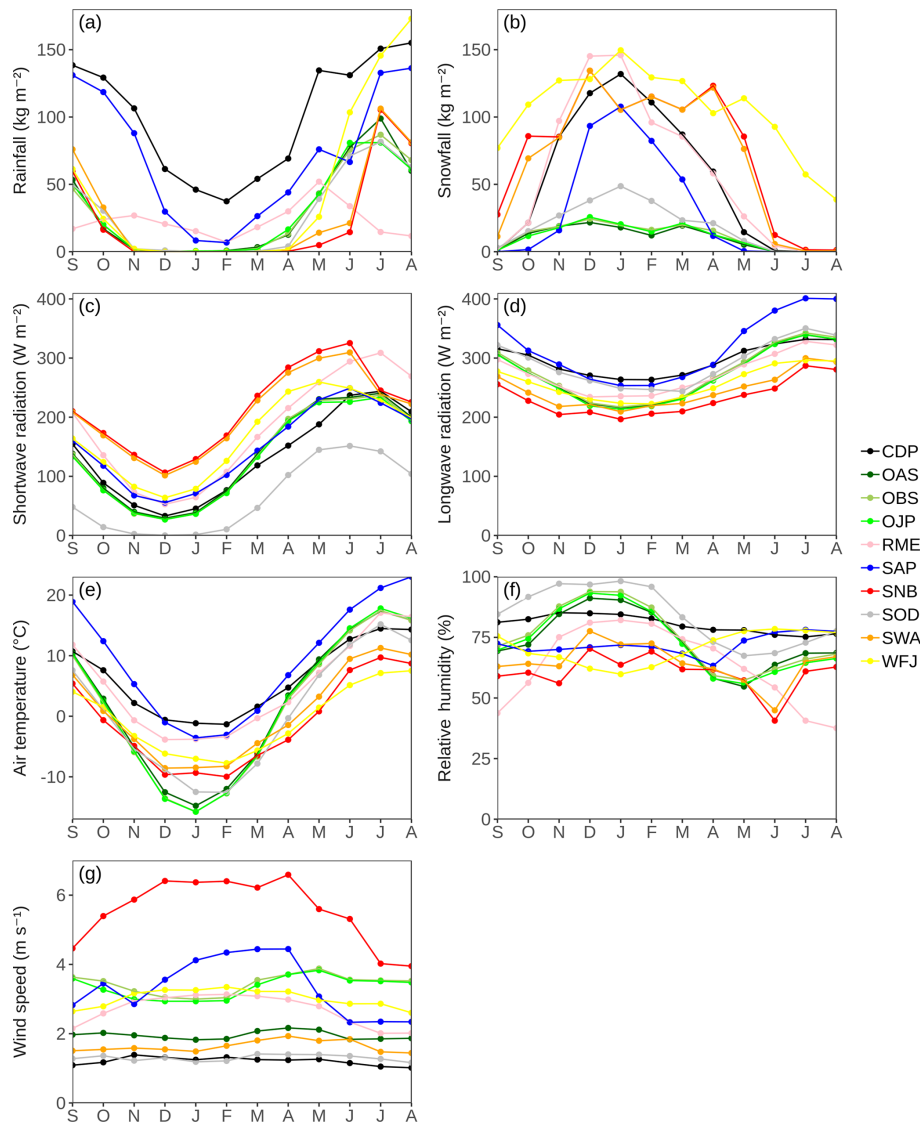 (a)
Rainfall (kg m⁻²)
150
100
50
0
S O N D J F M A M J J A
(b)
Snowfall (kg m⁻²)
150
100
50
0
S O N D J F M A M J J A
(c)
Shortwave radiation (W m⁻²)
400
300
200
100
0
S O N D J F M A M J J A
(d)
Longwave radiation (W m⁻²)
400
300
200
100
0
S O N D J F M A M J J A
CDP
OAS
OBS
OJP
RME
SAP
SNB
SOD
SWA
WFJ
(e)
Air temperature (°C)
20
10
0
-10
S O N D J F M A M J J A
(f)
Relative humidity (%)
100
75
50
25
0
S O N D J F M A M J J A
(g)
Wind speed (m s⁻¹)
6
4
2
0
S O N D J F M A M J J A